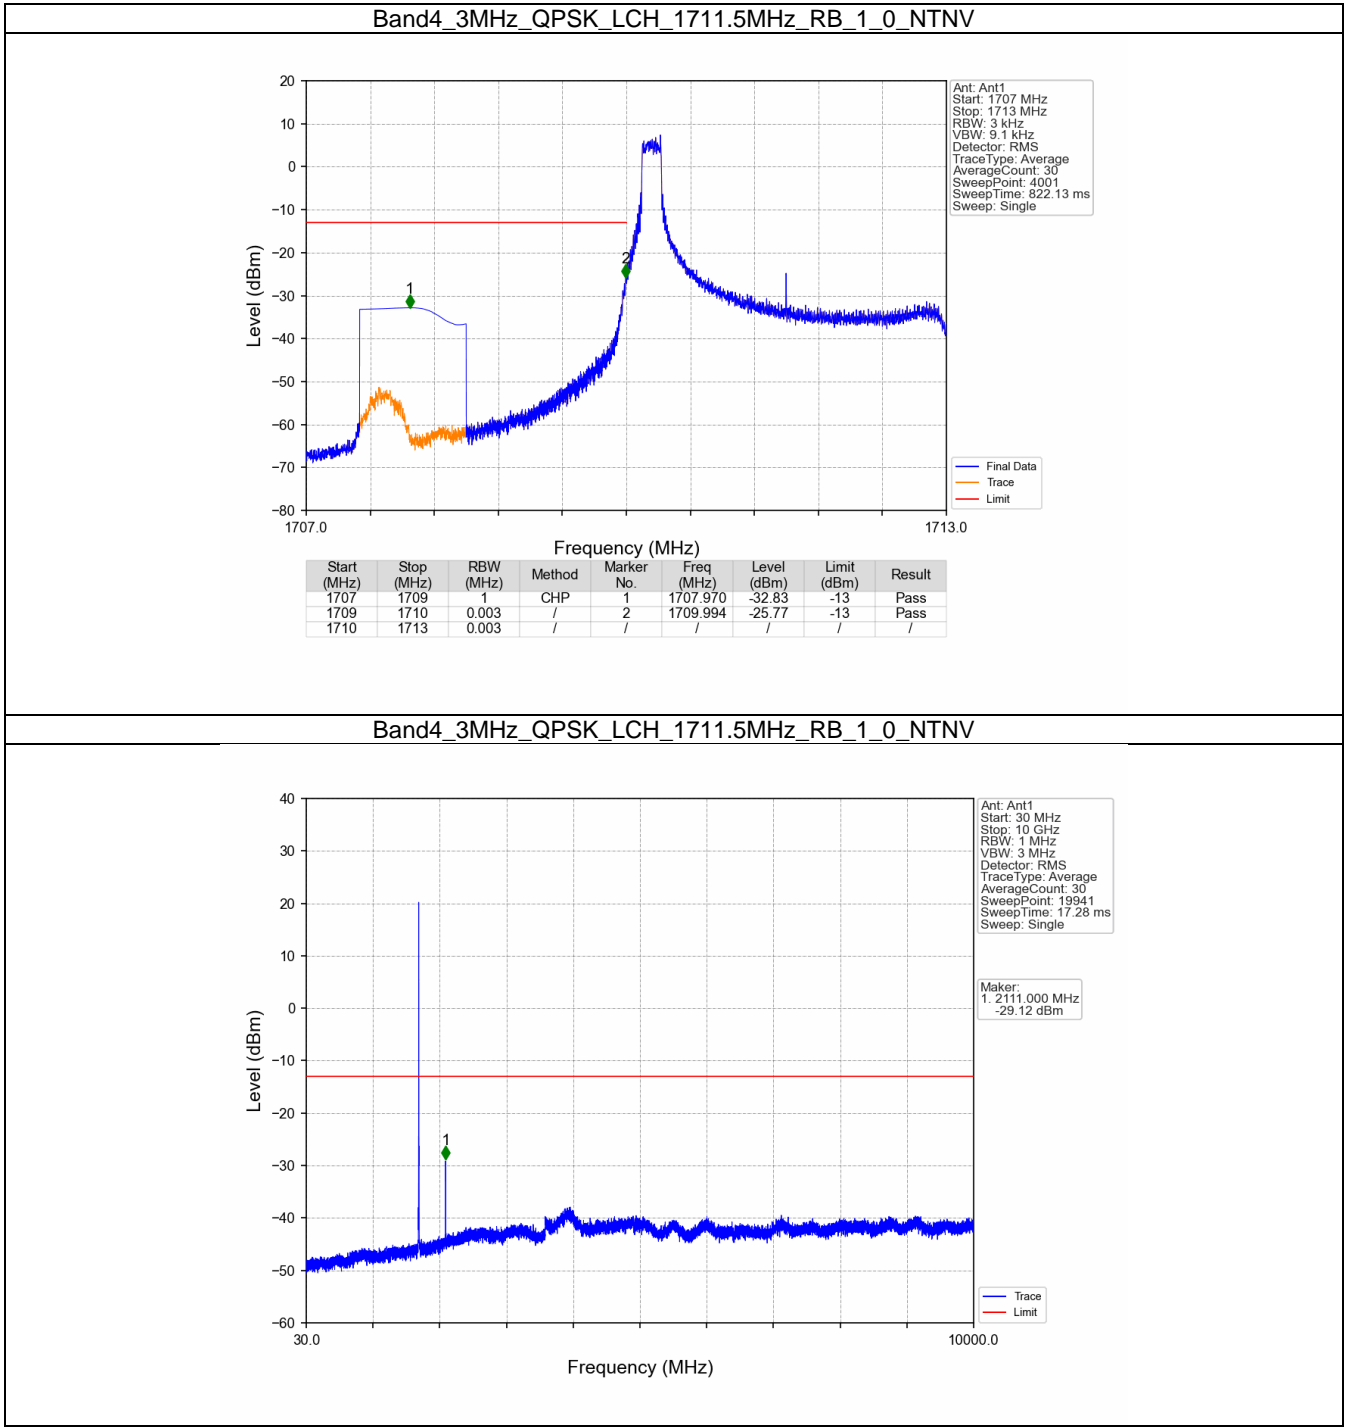 Band4_3MHz_QPSK_LCH_1711.5MHz_RB_1_0_NTNV
20
10
0
−10
−20
−30
−40
−50
−60
−70
−80
Level (dBm)
1
2
1707.0
1713.0
Frequency (MHz)
Ant: Ant1
Start: 1707 MHz
Stop: 1713 MHz
RBW: 3 kHz
VBW: 9.1 kHz
Detector: RMS
TraceType: Average
AverageCount: 30
SweepPoint: 4001
SweepTime: 822.13 ms
Sweep: Single
Final Data
Trace
Limit
Start (MHz) Stop (MHz) RBW (MHz) Method Marker No. Freq (MHz) Level (dBm) Limit (dBm) Result
1707 1709 1 CHP 1 1707.970 -32.83 -13 Pass
1709 1710 0.003 / 2 1709.994 -25.77 -13 Pass
1710 1713 0.003 / / / / / /
Band4_3MHz_QPSK_LCH_1711.5MHz_RB_1_0_NTNV
40
30
20
10
0
−10
−20
−30
−40
−50
−60
Level (dBm)
1
30.0
10000.0
Frequency (MHz)
Ant: Ant1
Start: 30 MHz
Stop: 10 GHz
RBW: 1 MHz
VBW: 3 MHz
Detector: RMS
TraceType: Average
AverageCount: 30
SweepPoint: 19941
SweepTime: 17.28 ms
Sweep: Single
Maker:
1. 2111.000 MHz
-29.12 dBm
Trace
Limit